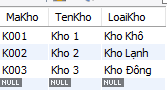 MaKho TenKho LoaiKho
K001 Kho 1 Kho Khô
K002 Kho 2 Kho Lạnh
K003 Kho 3 Kho Đông
NULL NULL NULL